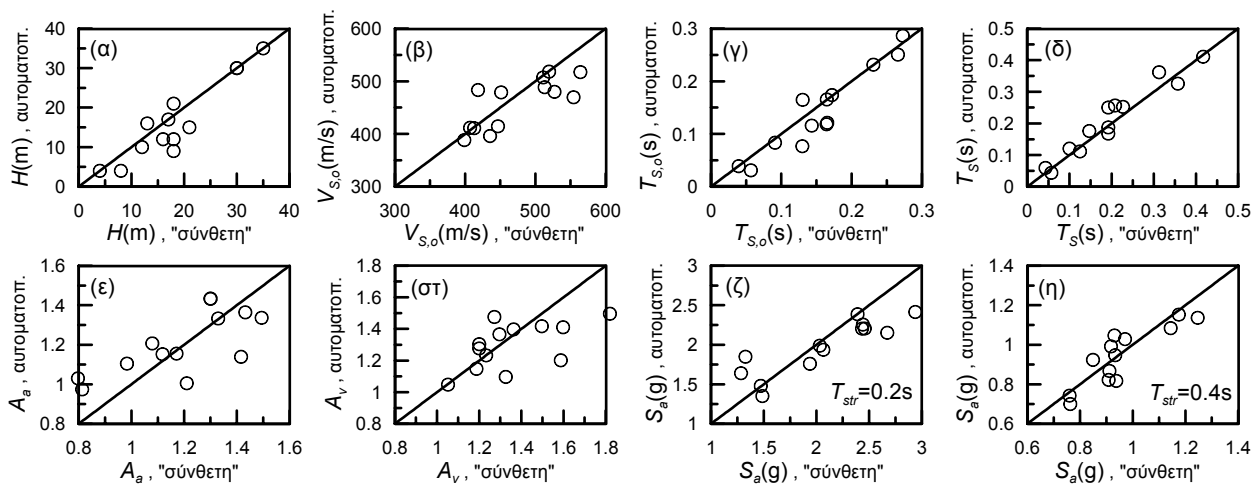 (α)
H(m) , αυτοματοπ.
40
30
20
10
0
0 10 20 30 40
H(m) , "σύνθετη"
(β)
V_{S,o}(m/s) , αυτοματοπ.
600
500
400
300
300 400 500 600
V_{S,o}(m/s) , "σύνθετη"
(γ)
T_{S,o}(s) , αυτοματοπ.
0.3
0.2
0.1
0
0 0.1 0.2 0.3
T_{S,o}(s) , "σύνθετη"
(δ)
T_S(s) , αυτοματοπ.
0.5
0.4
0.3
0.2
0.1
0
0 0.1 0.2 0.3 0.4 0.5
T_S(s) , "σύνθετη"
(ε)
A_a , αυτοματοπ.
1.6
1.4
1.2
1
0.8
0.8 1 1.2 1.4 1.6
A_a , "σύνθετη"
(στ)
A_v , αυτοματοπ.
1.8
1.6
1.4
1.2
1
0.8
0.8 1 1.2 1.4 1.6 1.8
A_v , "σύνθετη"
(ζ)
S_a(g) , αυτοματοπ.
3
2.5
2
1.5
1
T_{str}=0.2s
1 1.5 2 2.5 3
S_a(g) , "σύνθετη"
(η)
S_a(g) , αυτοματοπ.
1.4
1.2
1
0.8
0.6
T_{str}=0.4s
0.6 0.8 1 1.2 1.4
S_a(g) , "σύνθετη"